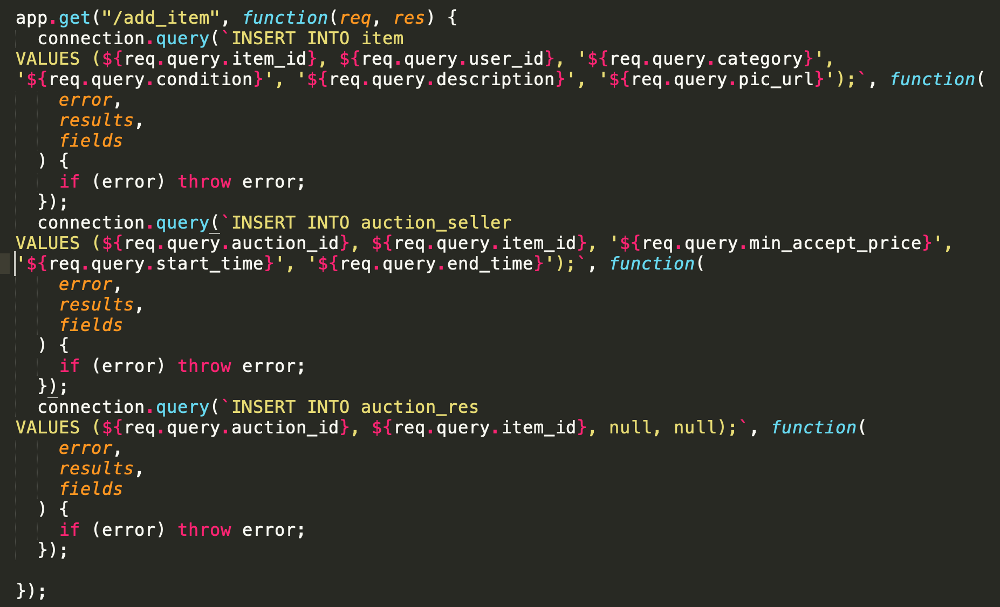 app.get("/add_item", function(req, res) {
  connection.query(`INSERT INTO item
VALUES (${req.query.item_id}, ${req.query.user_id}, '${req.query.category}',
'${req.query.condition}', '${req.query.description}', '${req.query.pic_url}');`, function(
    error,
    results,
    fields
  ) {
    if (error) throw error;
  });
  connection.query(`INSERT INTO auction_seller
VALUES (${req.query.auction_id}, ${req.query.item_id}, '${req.query.min_accept_price}',
'${req.query.start_time}', '${req.query.end_time}');`, function(
    error,
    results,
    fields
  ) {
    if (error) throw error;
  });
  connection.query(`INSERT INTO auction_res
VALUES (${req.query.auction_id}, ${req.query.item_id}, null, null);`, function(
    error,
    results,
    fields
  ) {
    if (error) throw error;
  });

});